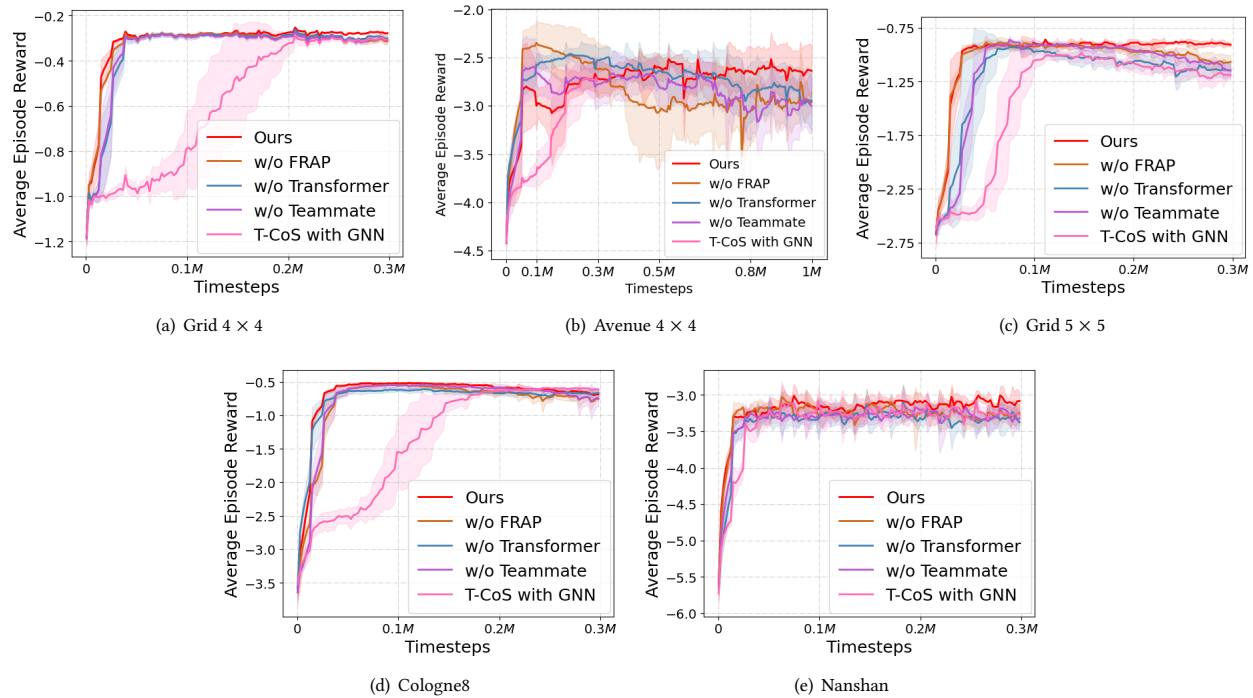 −0.2
−0.4
−0.6
−0.8
−1.0
−1.2
Average Episode Reward
Ours
w/o FRAP
w/o Transformer
w/o Teammate
T-CoS with GNN
0
0.1M
0.2M
0.3M
Timesteps
(a) Grid 4 × 4
−2.0
−2.5
−3.0
−3.5
−4.0
−4.5
Average Episode Reward
Ours
w/o FRAP
w/o Transformer
w/o Teammate
T-CoS with GNN
0
0.1M
0.3M
0.5M
0.8M
1M
Timesteps
(b) Avenue 4 × 4
−0.75
−1.25
−1.75
−2.25
−2.75
Average Episode Reward
Ours
w/o FRAP
w/o Transformer
w/o Teammate
T-CoS with GNN
0
0.1M
0.2M
0.3M
Timesteps
(c) Grid 5 × 5
−0.5
−1.0
−1.5
−2.0
−2.5
−3.0
−3.5
Average Episode Reward
Ours
w/o FRAP
w/o Transformer
w/o Teammate
T-CoS with GNN
0
0.1M
0.2M
0.3M
Timesteps
(d) Cologne8
−3.0
−3.5
−4.0
−4.5
−5.0
−5.5
−6.0
Average Episode Reward
Ours
w/o FRAP
w/o Transformer
w/o Teammate
T-CoS with GNN
0
0.1M
0.2M
0.3M
Timesteps
(e) Nanshan